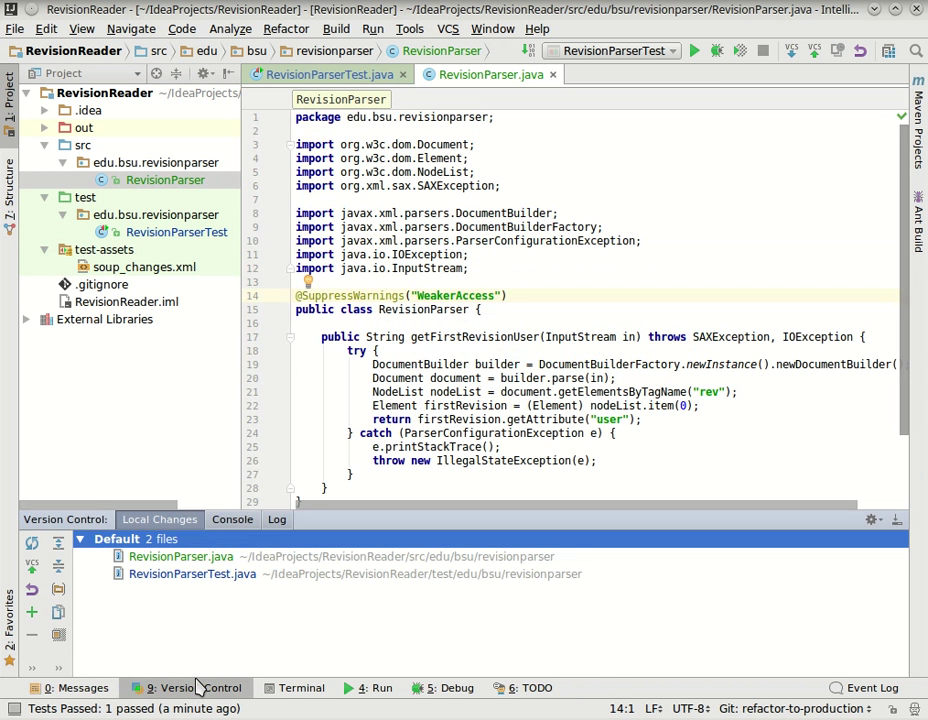 RevisionReader - [~/IdeaProjects/RevisionReader] - [RevisionReader] - ~/IdeaProjects/RevisionReader/src/edu/bsu/revisionparser/RevisionParser.java - Intelli...
File Edit View Navigate Code Analyze Refactor Build Run Tools VCS Window Help
RevisionReader src edu bsu revisionparser RevisionParser RevisionParserTest VCS VCS
Project RevisionParserTest.java RevisionParser.java
1: Project
7: Structure
2: Favorites
Maven Projects
Ant Build
RevisionReader ~/IdeaProjects/
.idea
out
src
edu.bsu.revisionparser
RevisionParser
test
edu.bsu.revisionparser
RevisionParserTest
test-assets
soup_changes.xml
.gitignore
RevisionReader.iml
External Libraries
RevisionParser
1 package edu.bsu.revisionparser;
2
3 import org.w3c.dom.Document;
4 import org.w3c.dom.Element;
5 import org.w3c.dom.NodeList;
6 import org.xml.sax.SAXException;
7
8 import javax.xml.parsers.DocumentBuilder;
9 import javax.xml.parsers.DocumentBuilderFactory;
10 import javax.xml.parsers.ParserConfigurationException;
11 import java.io.IOException;
12 import java.io.InputStream;
13
14 @SuppressWarnings("WeakerAccess")
15 public class RevisionParser {
16
17 public String getFirstRevisionUser(InputStream in) throws SAXException, IOException {
18 try {
19 DocumentBuilder builder = DocumentBuilderFactory.newInstance().newDocumentBuilder();
20 Document document = builder.parse(in);
21 NodeList nodeList = document.getElementsByTagName("rev");
22 Element firstRevision = (Element) nodeList.item(0);
23 return firstRevision.getAttribute("user");
24 } catch (ParserConfigurationException e) {
25 e.printStackTrace();
26 throw new IllegalStateException(e);
27 }
28 }
29 }
Version Control: Local Changes Console Log
Default 2 files
RevisionParser.java ~/IdeaProjects/RevisionReader/src/edu/bsu/revisionparser
RevisionParserTest.java ~/IdeaProjects/RevisionReader/test/edu/bsu/revisionparser
VCS
0: Messages 9: Version Control Terminal 4: Run 5: Debug 6: TODO Event Log
Tests Passed: 1 passed (a minute ago) 14:1 LF UTF-8 Git: refactor-to-production